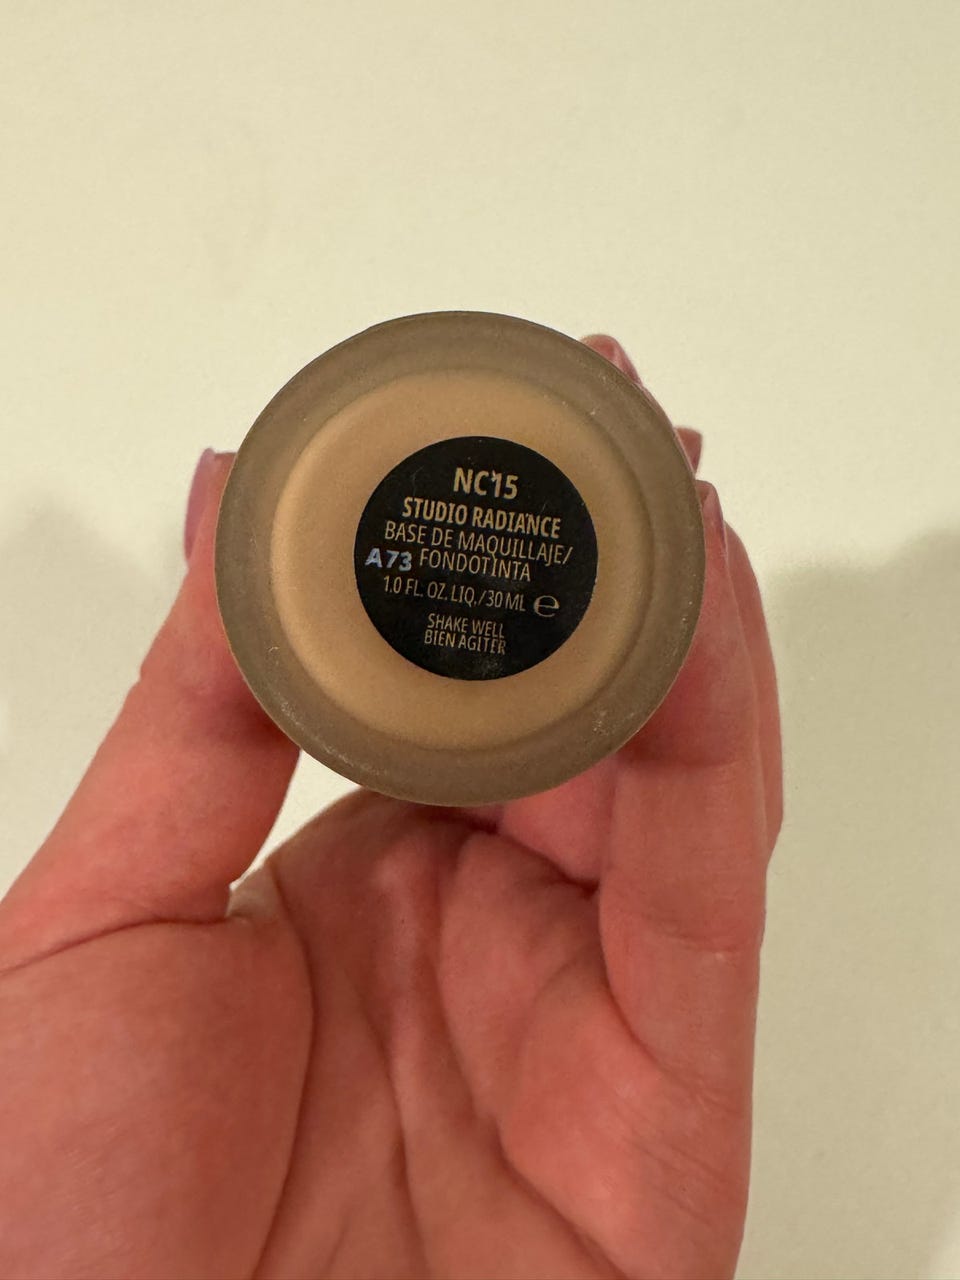 NC15
STUDIO RADIANCE
BASE DE MAQUILLAJE/
A73 FONDOTINTA
1.0 FL. OZ. LIQ./30 ML ℮
SHAKE WELL
BIEN AGITER